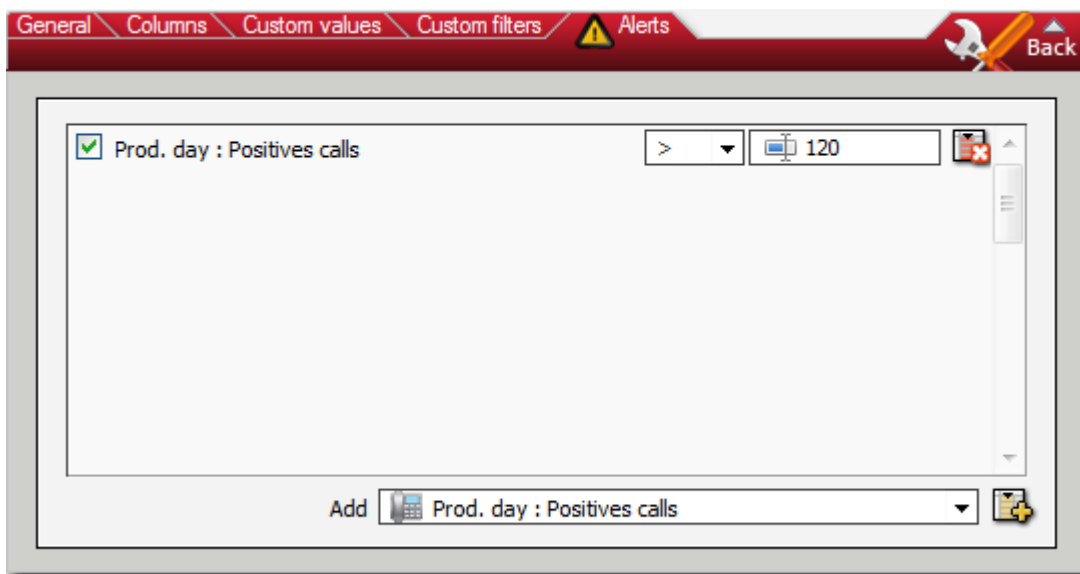 General Columns Custom values Custom filters Alerts
Back
Prod. day : Positives calls > 120
Add Prod. day : Positives calls